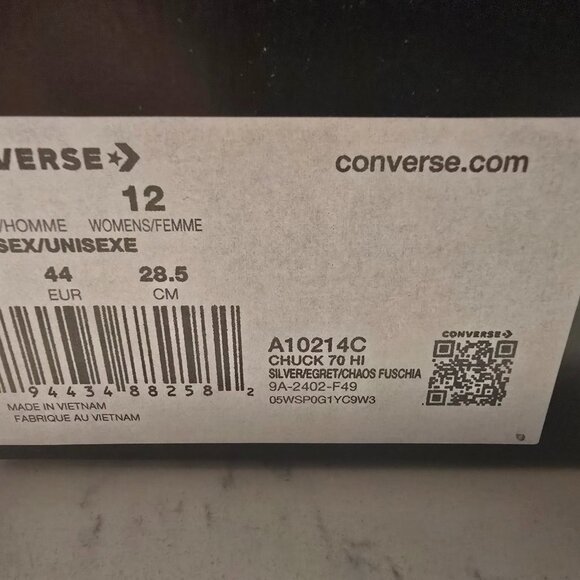 VERSE
converse.com
12
/HOMME WOMENS/FEMME
SEX/UNISEXE
44 28.5
EUR CM
94434 88258 2
MADE IN VIETNAM
FABRIQUE AU VIETNAM
A10214C
CHUCK 70 HI
SILVER/EGRET/CHAOS FUSCHIA
9A-2402-F49
05WSP0G1YC9W3
CONVERSE